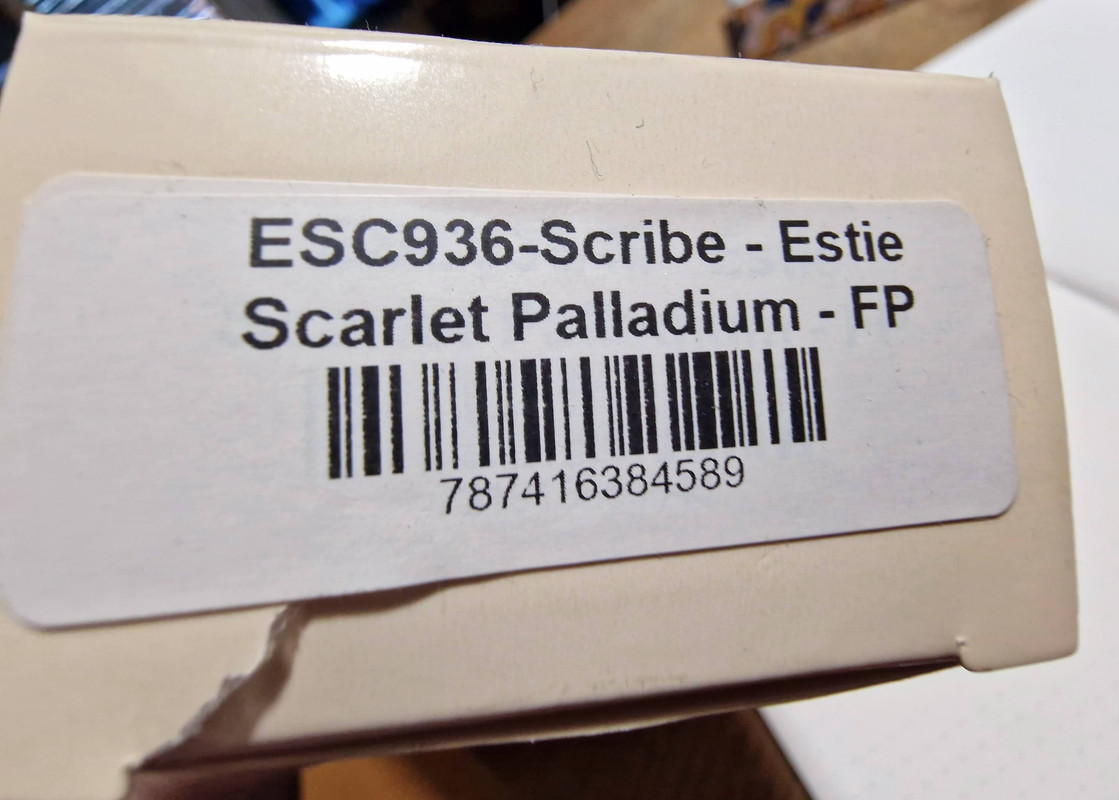 ESC936-Scribe - Estie
Scarlet Palladium - FP
787416384589